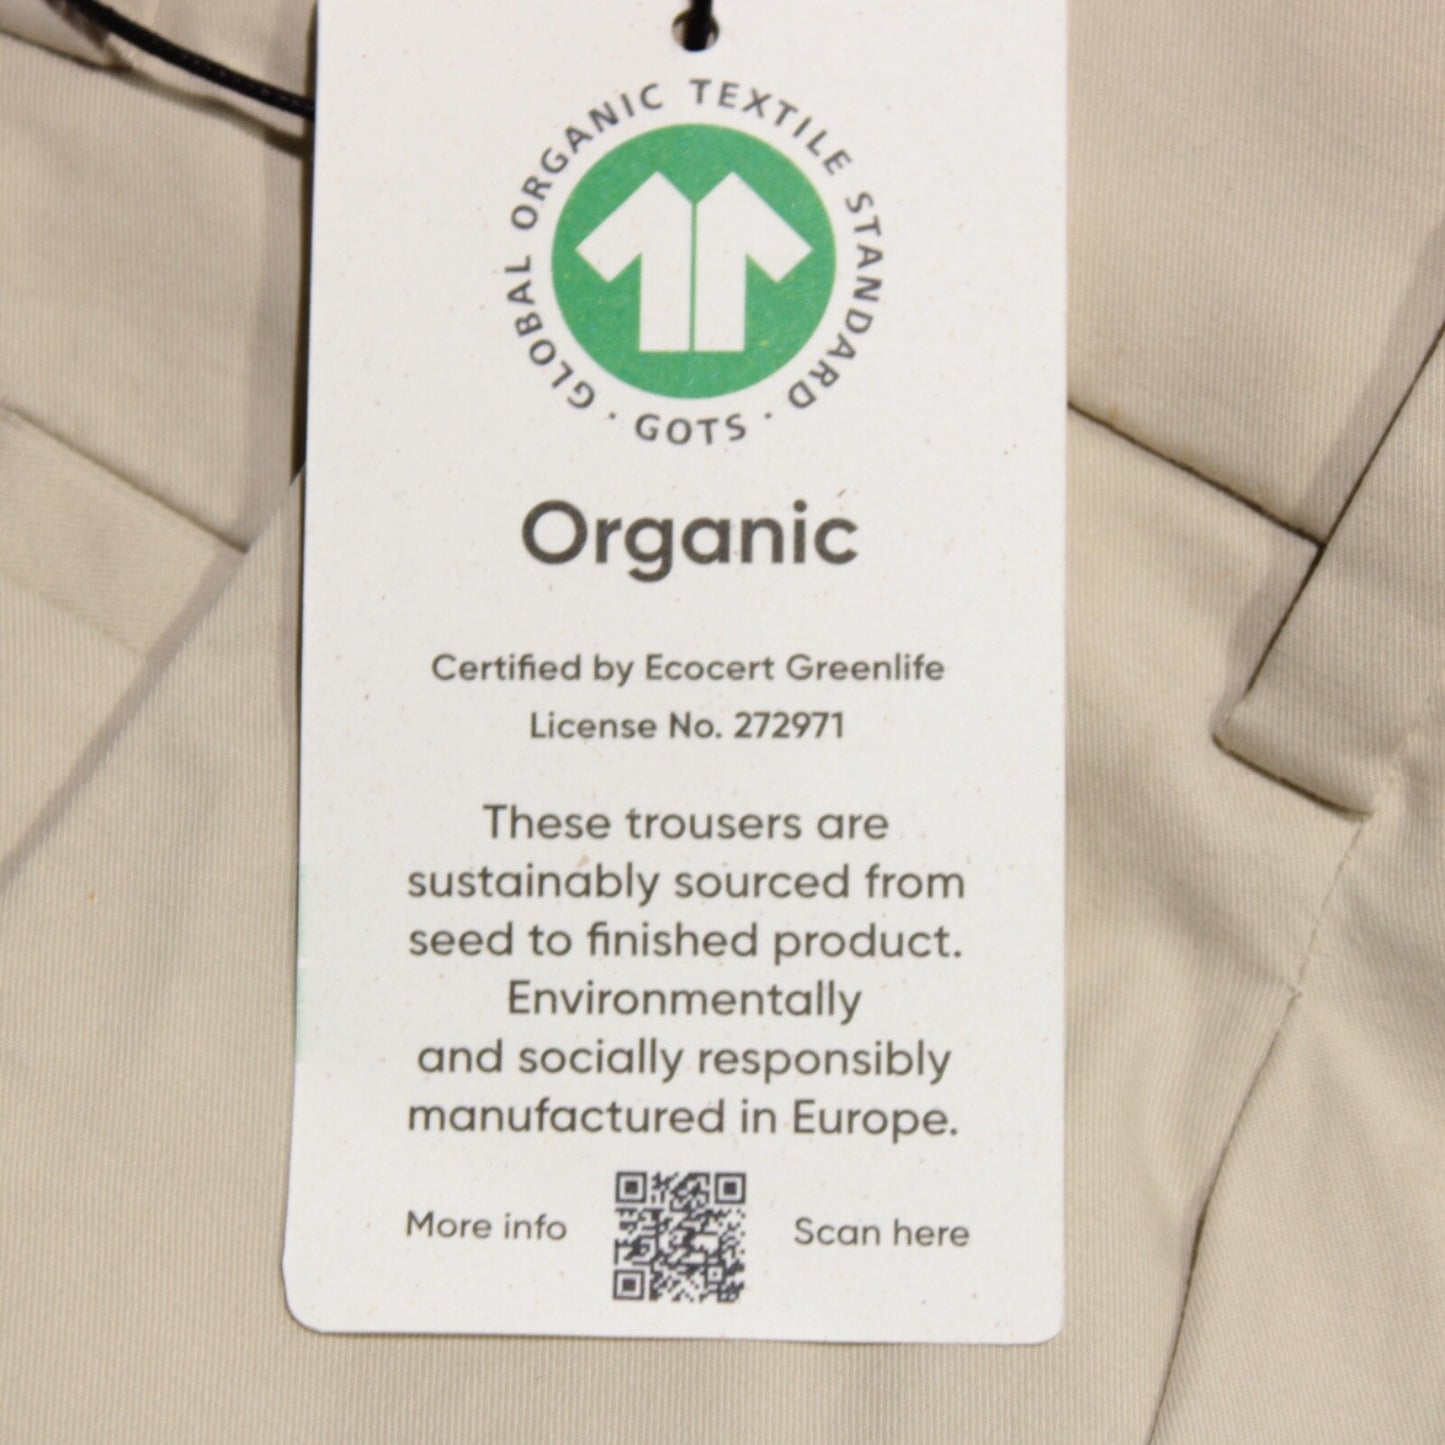 GLOBAL ORGANIC TEXTILE STANDARD · GOTS ·
Organic
Certified by Ecocert Greenlife
License No. 272971
These trousers are
sustainably sourced from
seed to finished product.
Environmentally
and socially responsibly
manufactured in Europe.
More info
Scan here